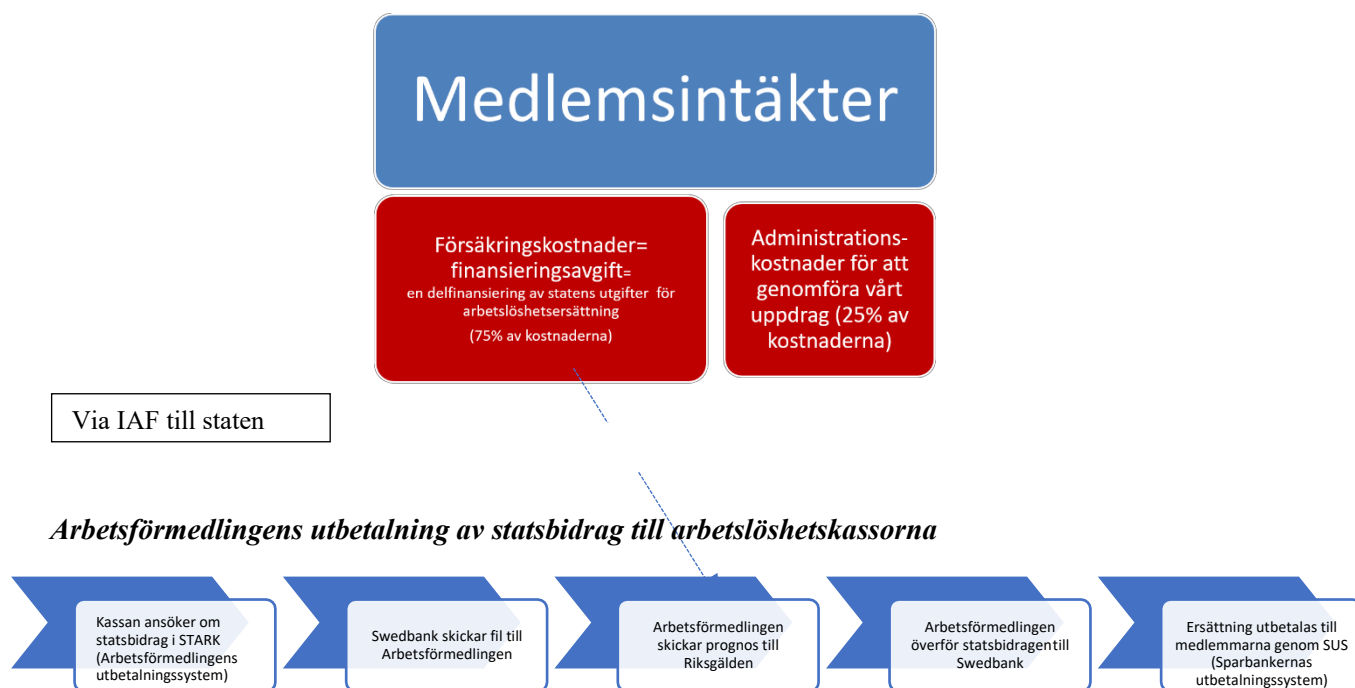 Medlemsintäkter
Försäkringskostnader=
finansieringsavgift=
en delfinansiering av statens utgifter för
arbetslöshetsersättning
(75% av kostnaderna)
Administrations-
kostnader för att
genomföra vårt
uppdrag (25% av
kostnaderna)
Via IAF till staten
Arbetsförmedlingens utbetalning av statsbidrag till arbetslöshetskassorna
Kassan ansöker om
statsbidrag i STARK
(Arbetsförmedlingens
utbetalningssystem)
Swedbank skickar fil till
Arbetsförmedlingen
Arbetsförmedlingen
skickar prognos till
Riksgälden
Arbetsförmedlingen
överför statsbidragen till
Swedbank
Ersättning utbetalas till
medlemmarna genom SUS
(Sparbankernas
utbetalningssystem)